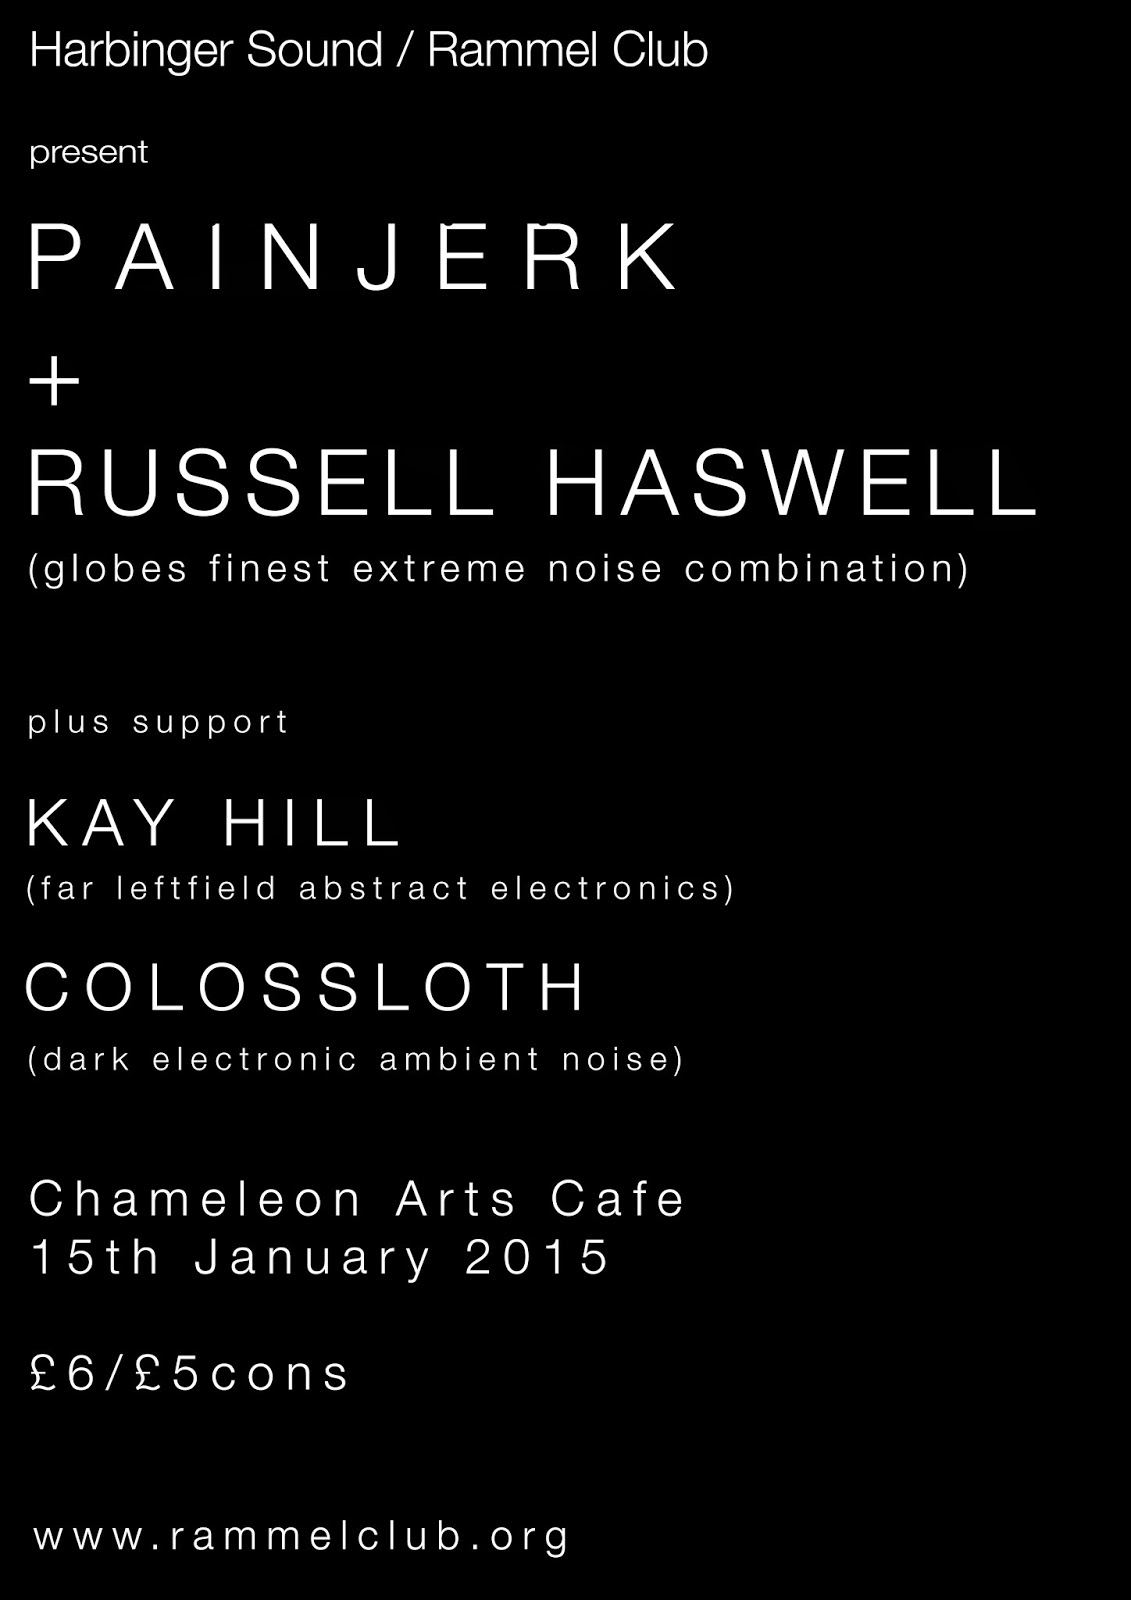 Harbinger Sound / Rammel Club
present
PAINJERK
+
RUSSELL HASWELL
(globes finest extreme noise combination)
plus support
KAY HILL
(far leftfield abstract electronics)
COLOSSLOTH
(dark electronic ambient noise)
Chameleon Arts Cafe
15th January 2015
£6/£5cons
www.rammelclub.org